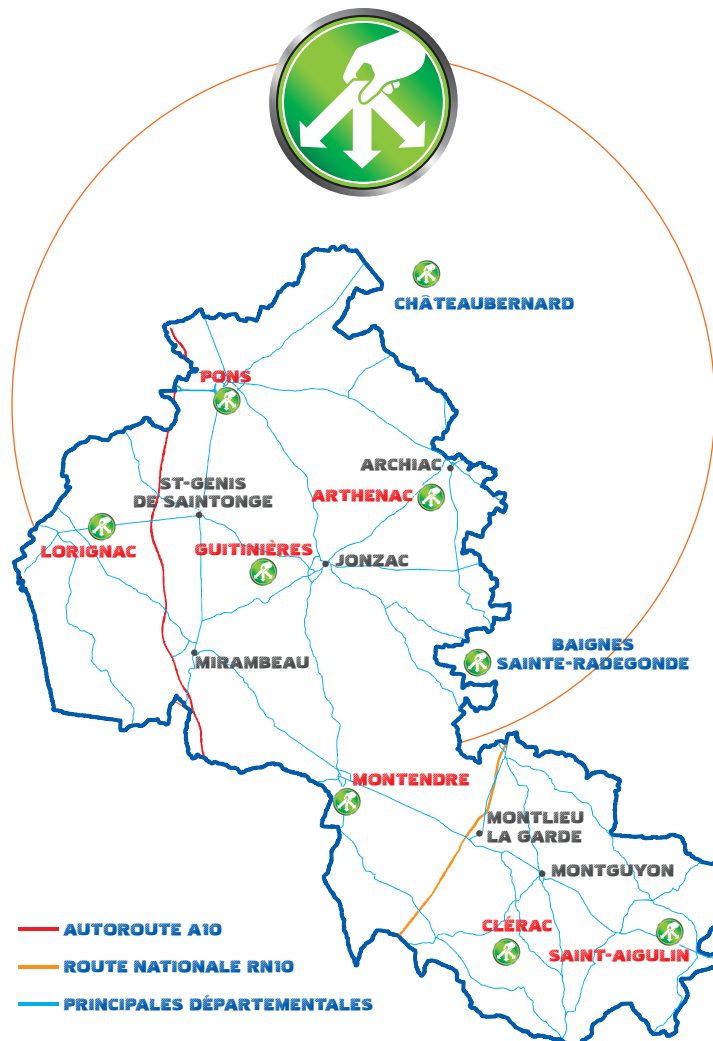 CHÂTEAUBERNARD
PONS
ARCHIAC
ST-GENIS
DE SAINTONGE
ARTHENAC
LORIGNAC
GUITINIÈRES
JONZAC
BAIGNES
SAINTE-RADEGONDE
MIRAMBEAU
MONTENDRE
MONTLIEU
LA GARDE
MONTGUYON
CLÉRAC
SAINT-AIGULIN
AUTOROUTE A10
ROUTE NATIONALE RN10
PRINCIPALES DÉPARTEMENTALES